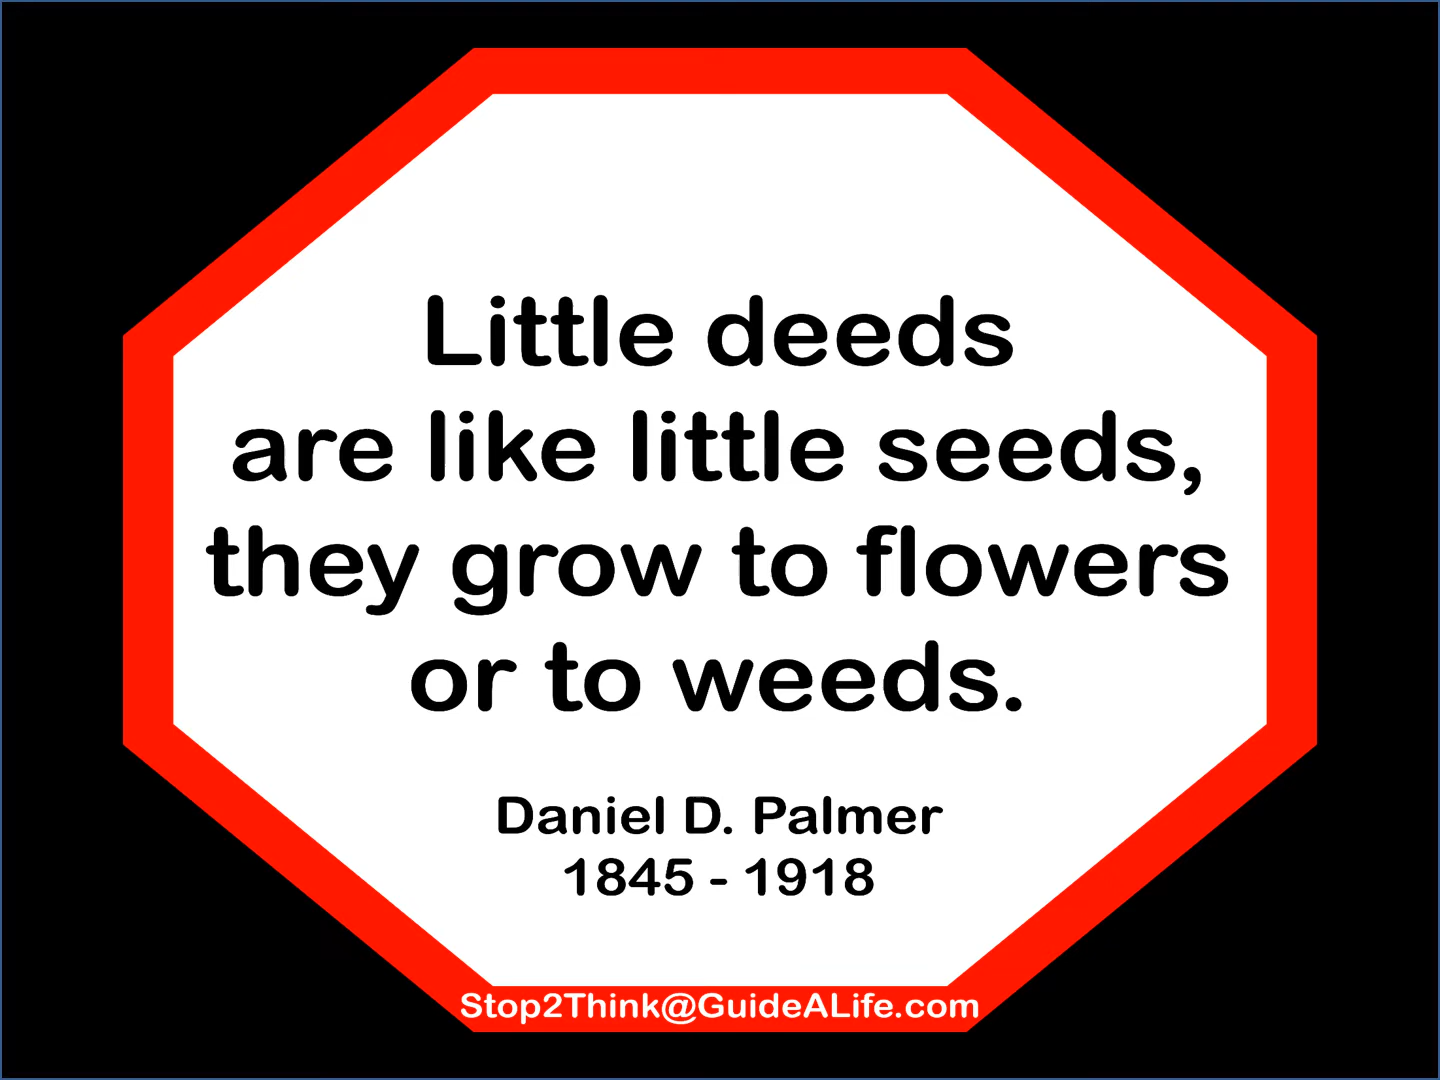 Little deeds
are like little seeds,
they grow to flowers
or to weeds.
Daniel D. Palmer
1845 - 1918
Stop2Think@GuideALife.com